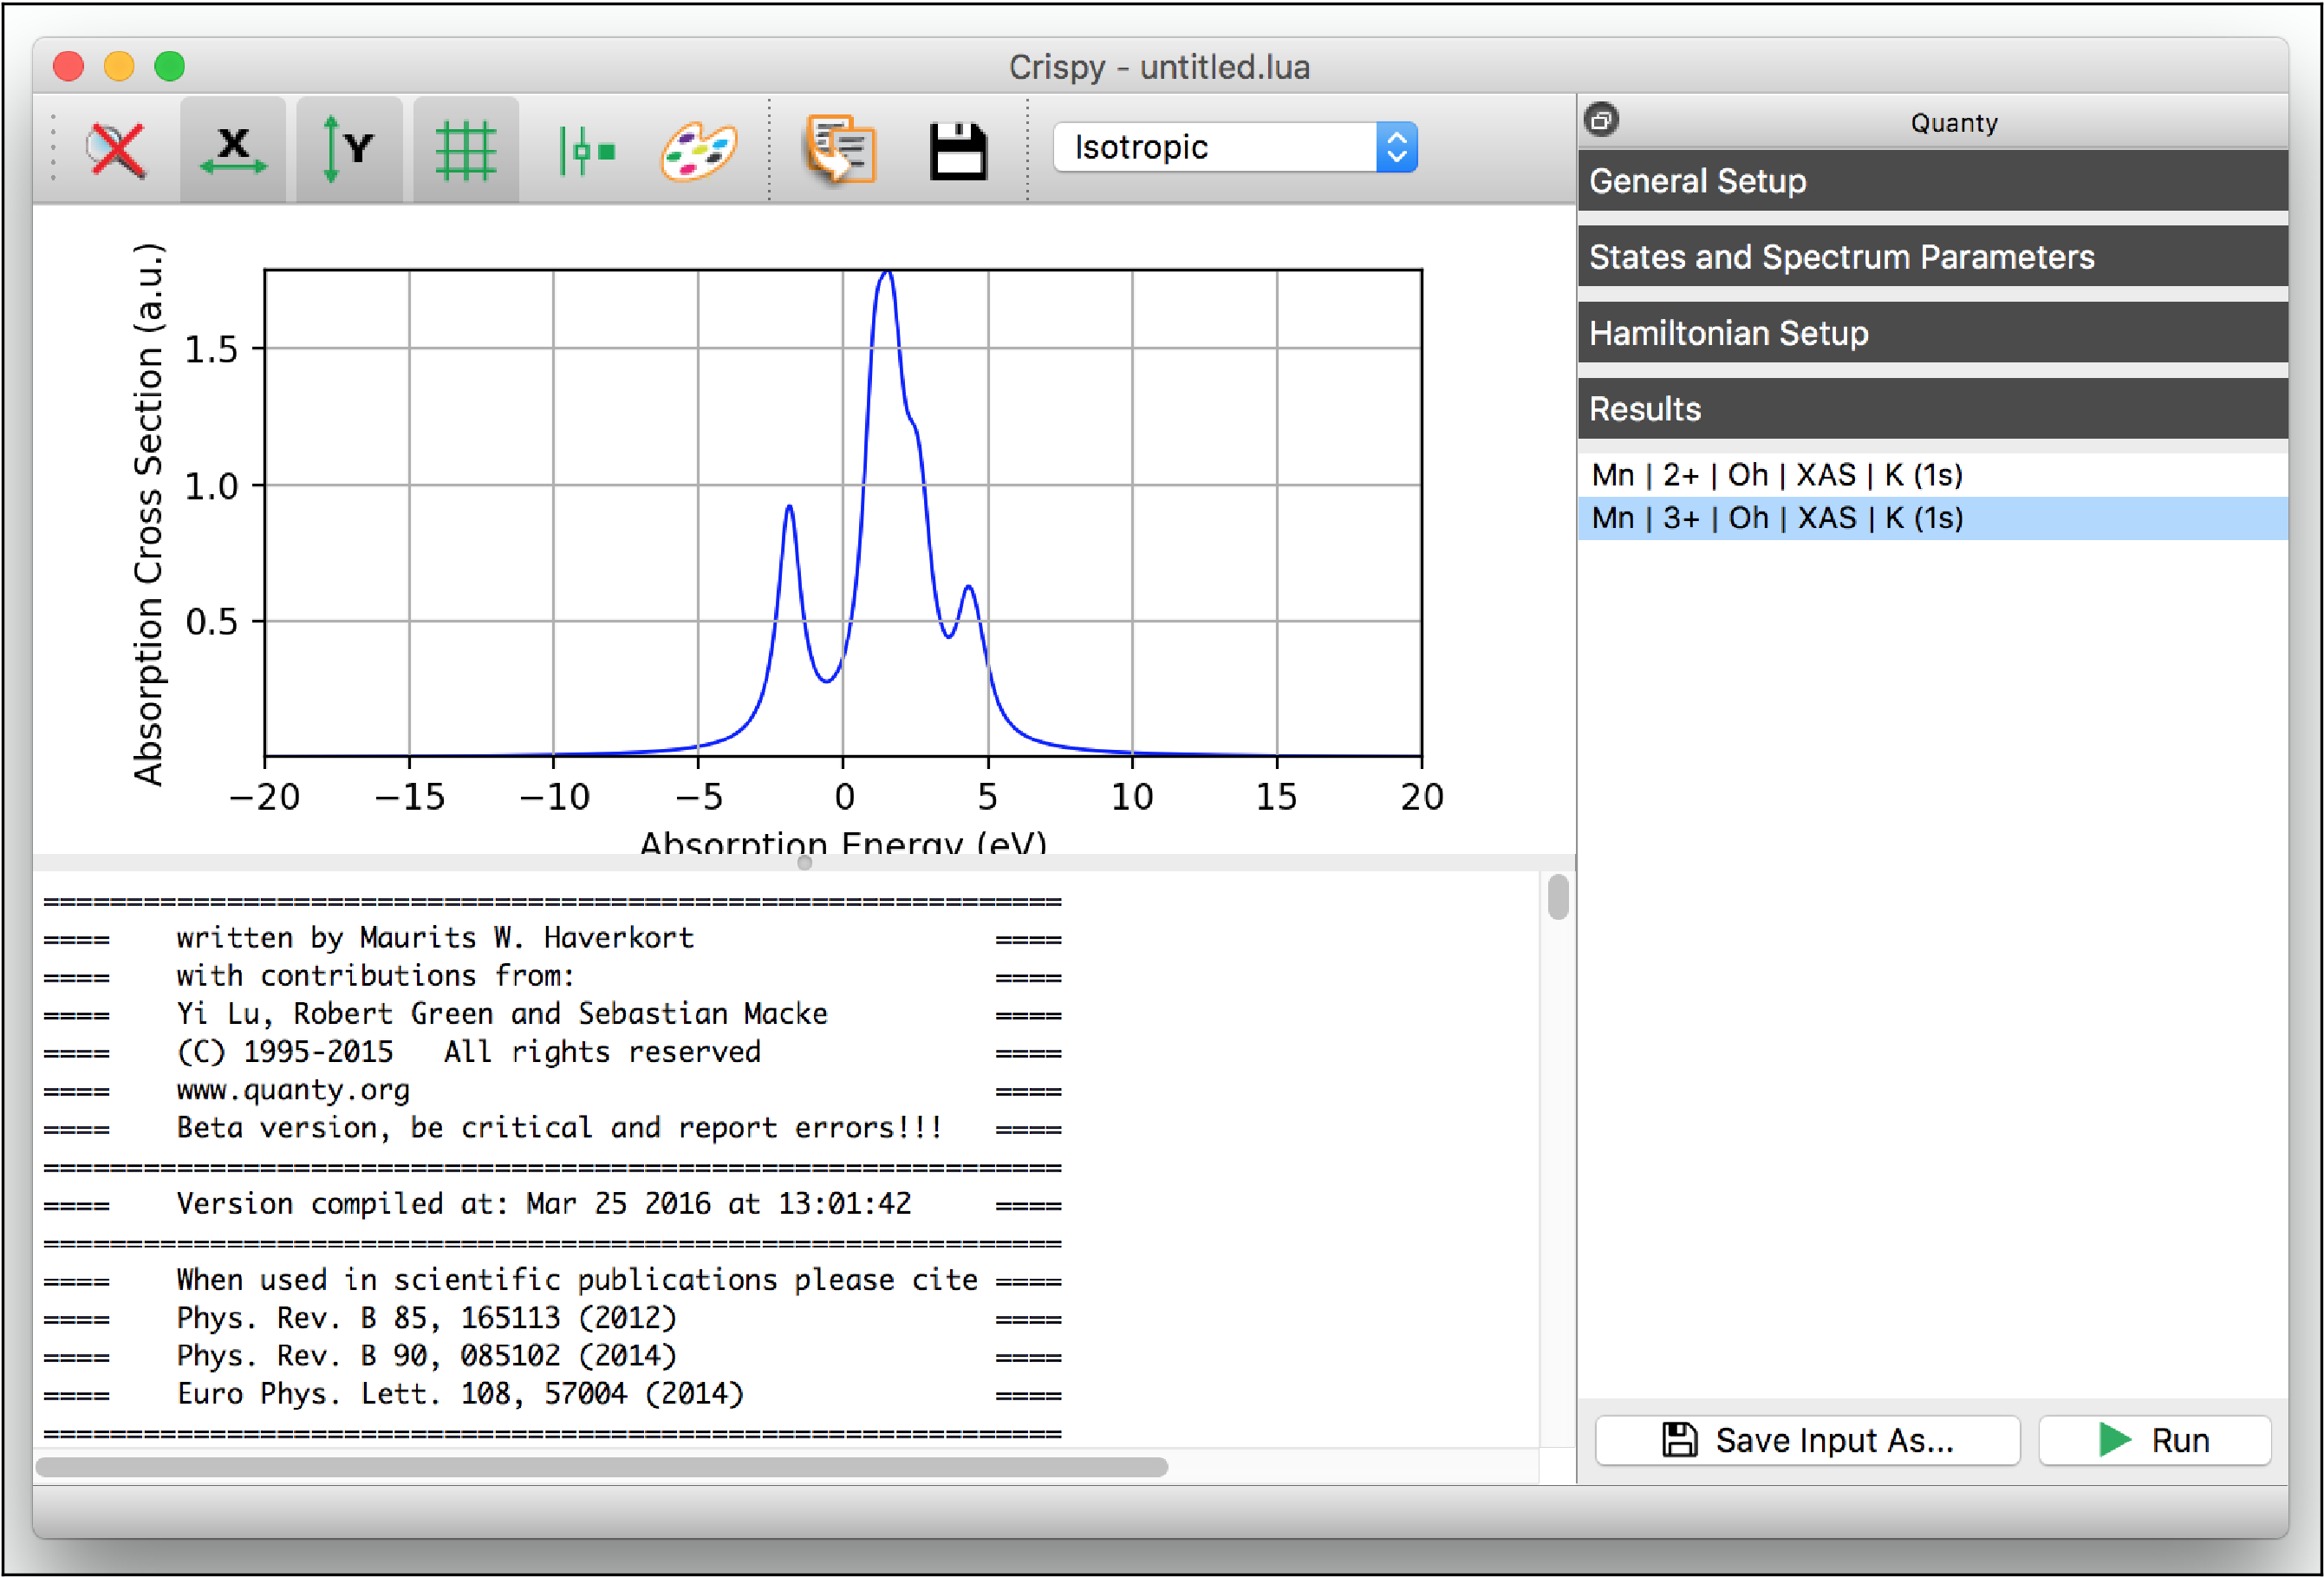 Crispy - untitled.lua
X
Y
Isotropic
Quanty
General Setup
States and Spectrum Parameters
Hamiltonian Setup
Results
Mn | 2+ | Oh | XAS | K (1s)
Mn | 3+ | Oh | XAS | K (1s)
Absorption Cross Section (a.u.)
1.5
1.0
0.5
−20 −15 −10 −5 0 5 10 15 20
Absorption Energy (eV)
=============================================================
==== written by Maurits W. Haverkort ====
==== with contributions from: ====
==== Yi Lu, Robert Green and Sebastian Macke ====
==== (C) 1995-2015 All rights reserved ====
==== www.quanty.org ====
==== Beta version, be critical and report errors!!! ====
=============================================================
==== Version compiled at: Mar 25 2016 at 13:01:42 ====
=============================================================
==== When used in scientific publications please cite ====
==== Phys. Rev. B 85, 165113 (2012) ====
==== Phys. Rev. B 90, 085102 (2014) ====
==== Euro Phys. Lett. 108, 57004 (2014) ====
=============================================================
Save Input As...
Run